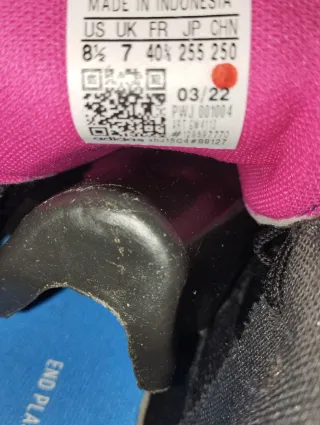 MADE IN INDONESIA
US UK FR JP CHN
8½ 7 40⅔ 255 250
03/22
PWJ 001004
adidas
END PLA